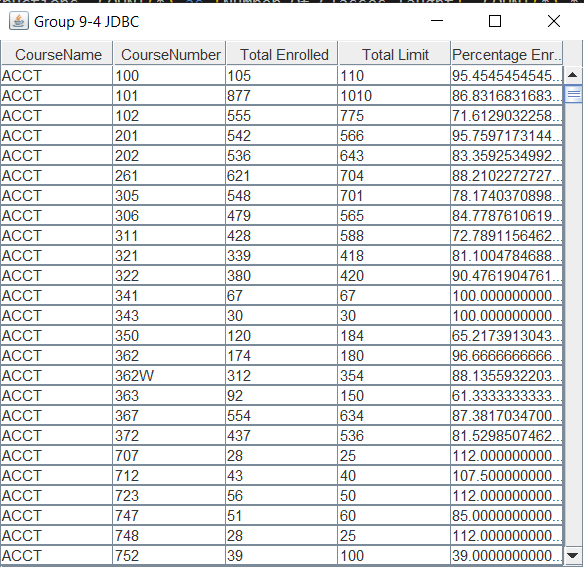 Group 9-4 JDBC
CourseName CourseNumber Total Enrolled Total Limit Percentage Enr...
ACCT 100 105 110 95.4545454545...
ACCT 101 877 1010 86.8316831683...
ACCT 102 555 775 71.6129032258...
ACCT 201 542 566 95.7597173144...
ACCT 202 536 643 83.3592534992...
ACCT 261 621 704 88.2102272727...
ACCT 305 548 701 78.1740370898...
ACCT 306 479 565 84.7787610619...
ACCT 311 428 588 72.7891156462...
ACCT 321 339 418 81.1004784688...
ACCT 322 380 420 90.4761904761...
ACCT 341 67 67 100.000000000...
ACCT 343 30 30 100.000000000...
ACCT 350 120 184 65.2173913043...
ACCT 362 174 180 96.6666666666...
ACCT 362W 312 354 88.1355932203...
ACCT 363 92 150 61.3333333333...
ACCT 367 554 634 87.3817034700...
ACCT 372 437 536 81.5298507462...
ACCT 707 28 25 112.000000000...
ACCT 712 43 40 107.500000000...
ACCT 723 56 50 112.000000000...
ACCT 747 51 60 85.0000000000...
ACCT 748 28 25 112.000000000...
ACCT 752 39 100 39.0000000000...